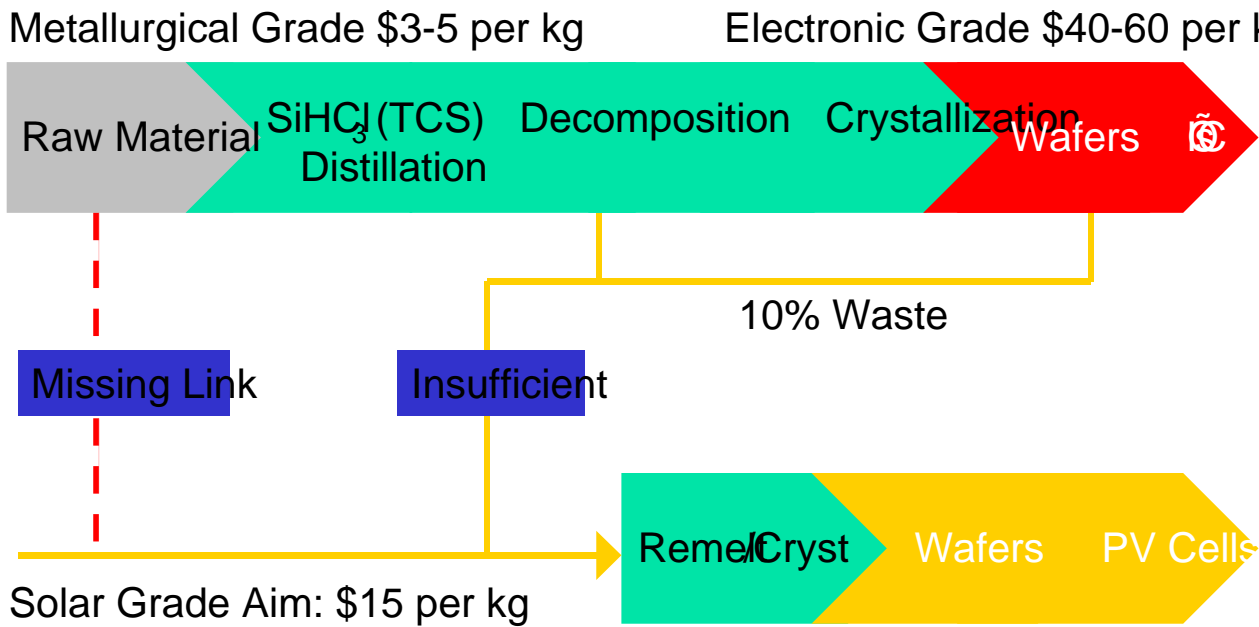 Metallurgical Grade $3-5 per kg
Electronic Grade $40-60 per
Raw Material
SiHCl3 (TCS)
Distillation
Decomposition
Crystallization
Wafers
10% Waste
Missing Link
Insufficient
Remelt/Cryst
Wafers
PV Cells
Solar Grade Aim: $15 per kg